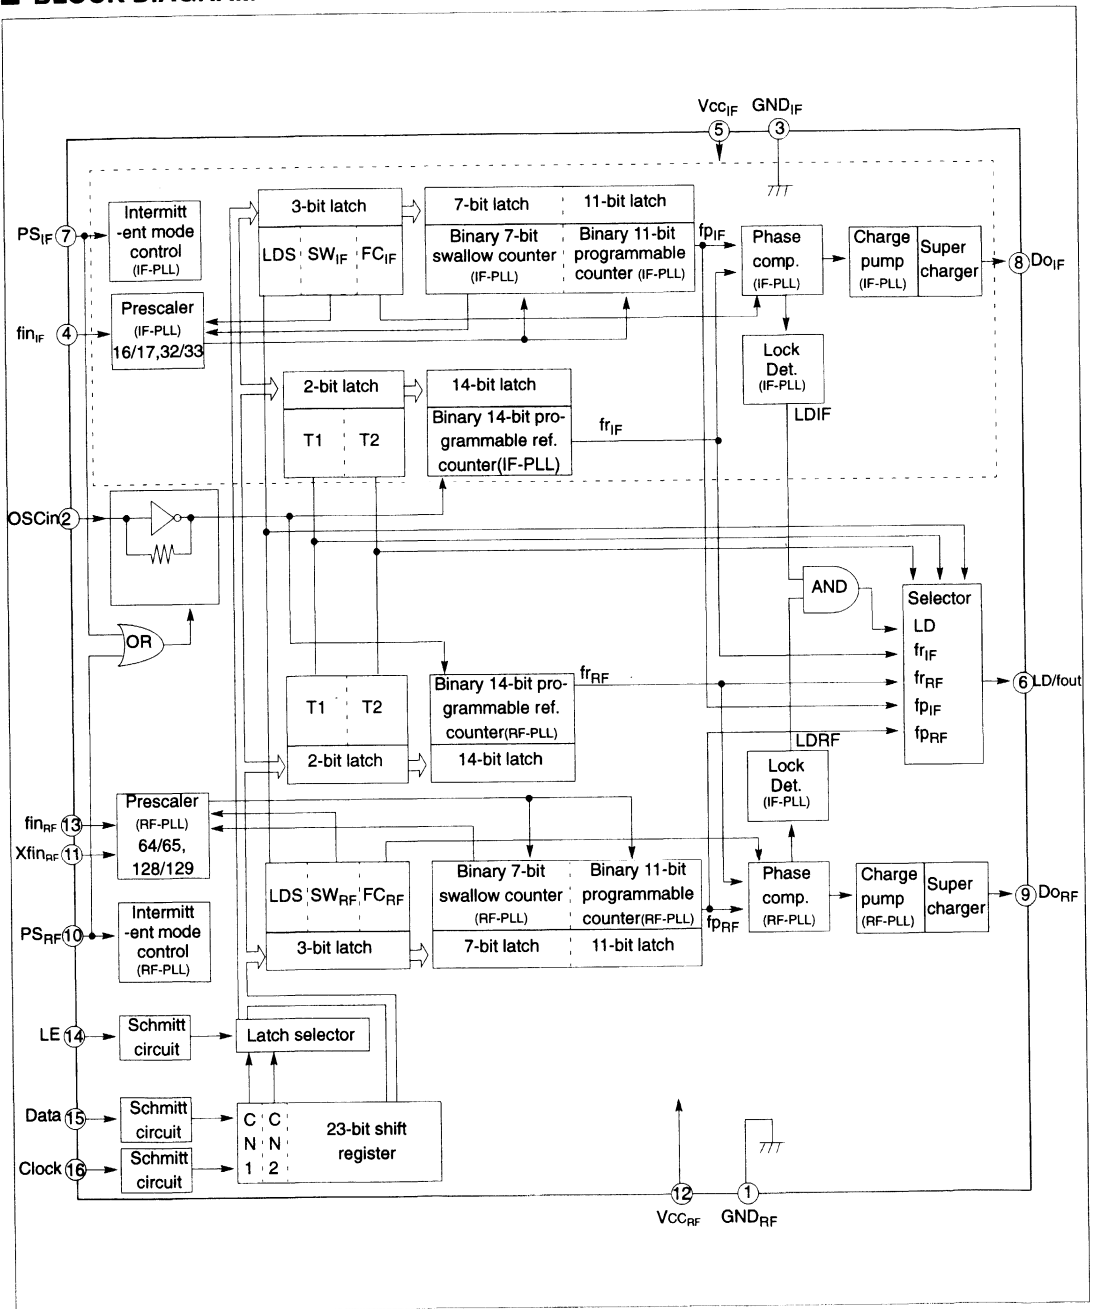 BLOCK DIAGRAM
VccIF
GNDIF
5
3
PSIF
7
Intermitt
-ent mode
control
(IF-PLL)
3-bit latch
LDS
SWIF
FCIF
7-bit latch
11-bit latch
Binary 7-bit
swallow counter
(IF-PLL)
Binary 11-bit
programmable
counter (IF-PLL)
fpIF
Phase
comp.
(IF-PLL)
Charge
pump
(IF-PLL)
Super
charger
8
DoIF
finIF
4
Prescaler
(IF-PLL)
16/17,32/33
Lock
Det.
(IF-PLL)
LDIF
2-bit latch
T1
T2
14-bit latch
Binary 14-bit pro-
grammable ref.
counter(IF-PLL)
frIF
OSCin
2
OR
AND
Selector
LD
frIF
frRF
fpIF
fpRF
6
LD/fout
T1
T2
2-bit latch
Binary 14-bit pro-
grammable ref.
counter(RF-PLL)
14-bit latch
frRF
LDRF
Lock
Det.
(IF-PLL)
finRF
13
XfinRF
11
Prescaler
(RF-PLL)
64/65,
128/129
LDS
SWRF
FCRF
3-bit latch
Binary 7-bit
swallow counter
(RF-PLL)
Binary 11-bit
programmable
counter(RF-PLL)
7-bit latch
11-bit latch
fpRF
Phase
comp.
(RF-PLL)
Charge
pump
(RF-PLL)
Super
charger
9
DoRF
PSRF
10
Intermitt
-ent mode
control
(RF-PLL)
LE
14
Schmitt
circuit
Latch selector
Data
15
Schmitt
circuit
C
N
1
C
N
2
23-bit shift
register
Clock
16
Schmitt
circuit
12
1
VccRF
GNDRF